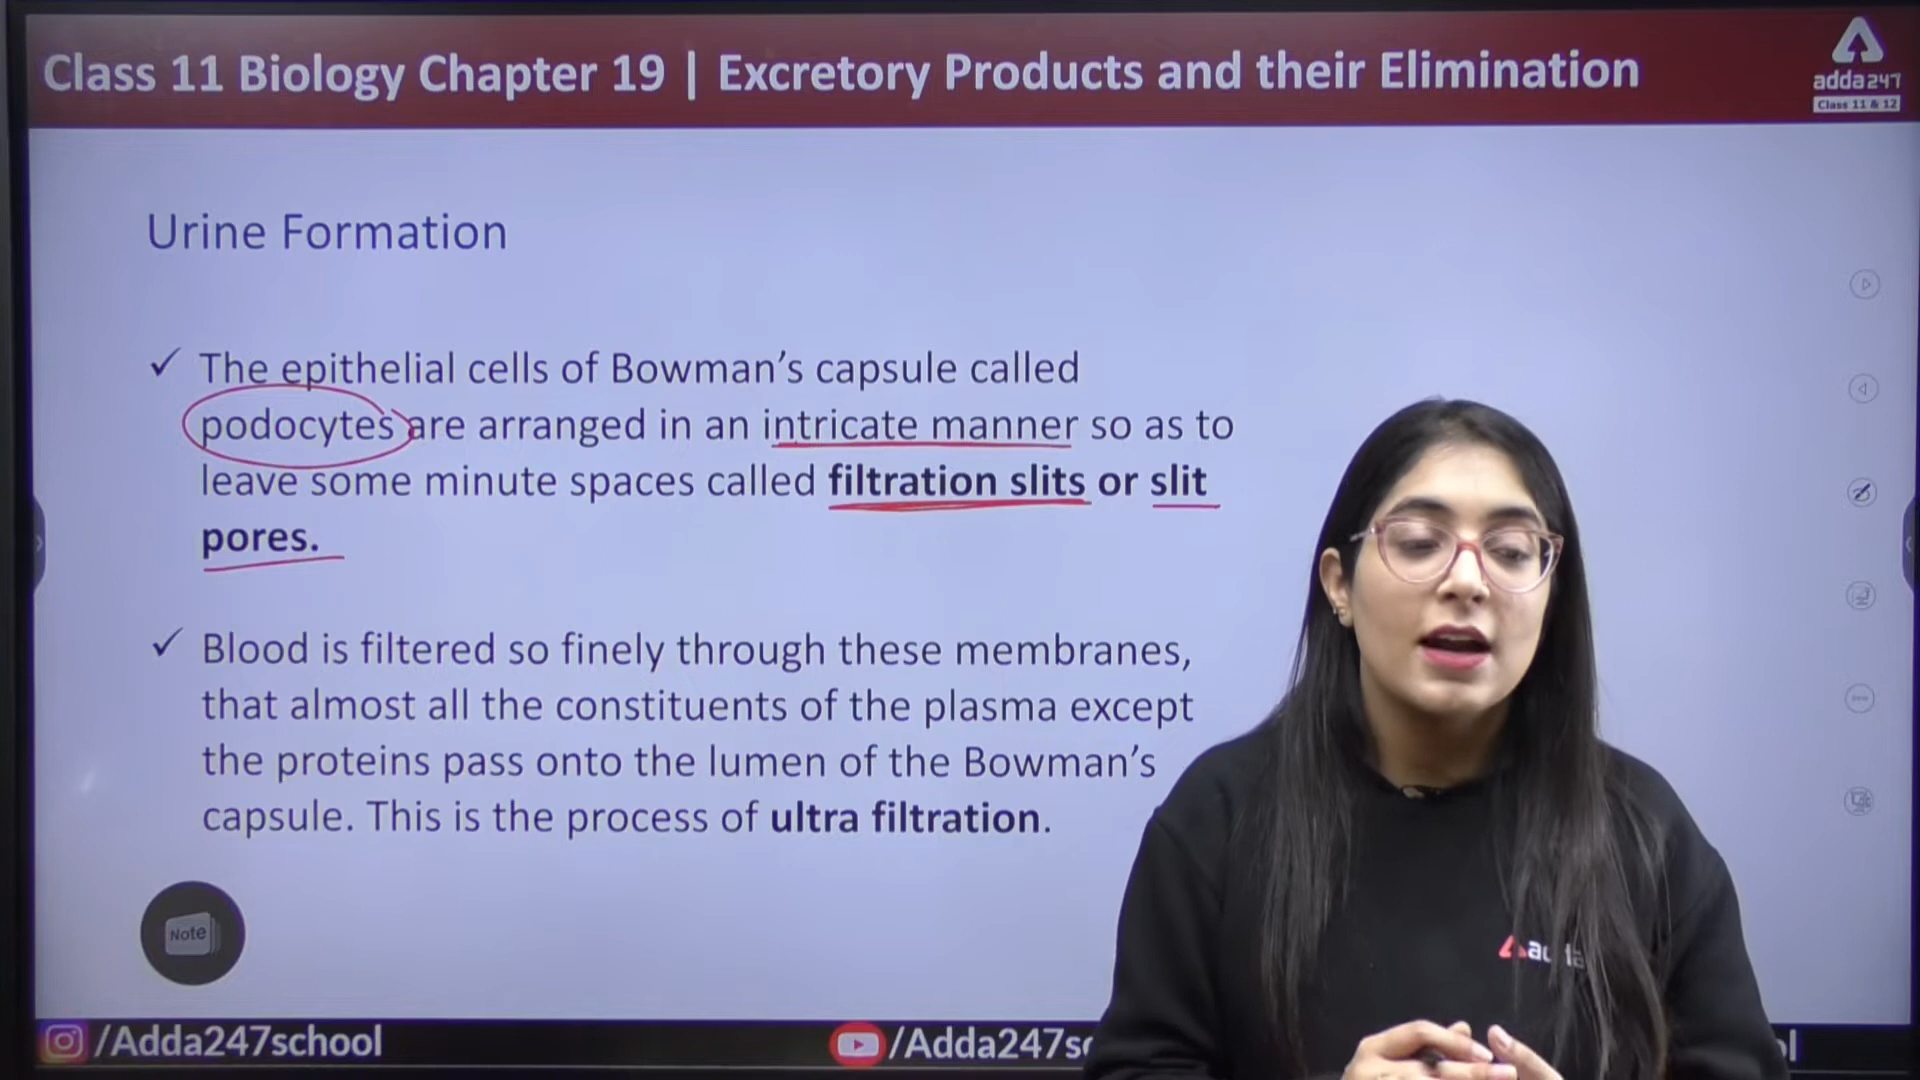 Class 11 Biology Chapter 19 | Excretory Products and their Elimination
adda247
Class 11 & 12
Urine Formation
✓ The epithelial cells of Bowman's capsule called
podocytes are arranged in an intricate manner so as to
leave some minute spaces called filtration slits or slit
pores.
✓ Blood is filtered so finely through these membranes,
that almost all the constituents of the plasma except
the proteins pass onto the lumen of the Bowman's
capsule. This is the process of ultra filtration.
Note
/Adda247school
/Adda247s